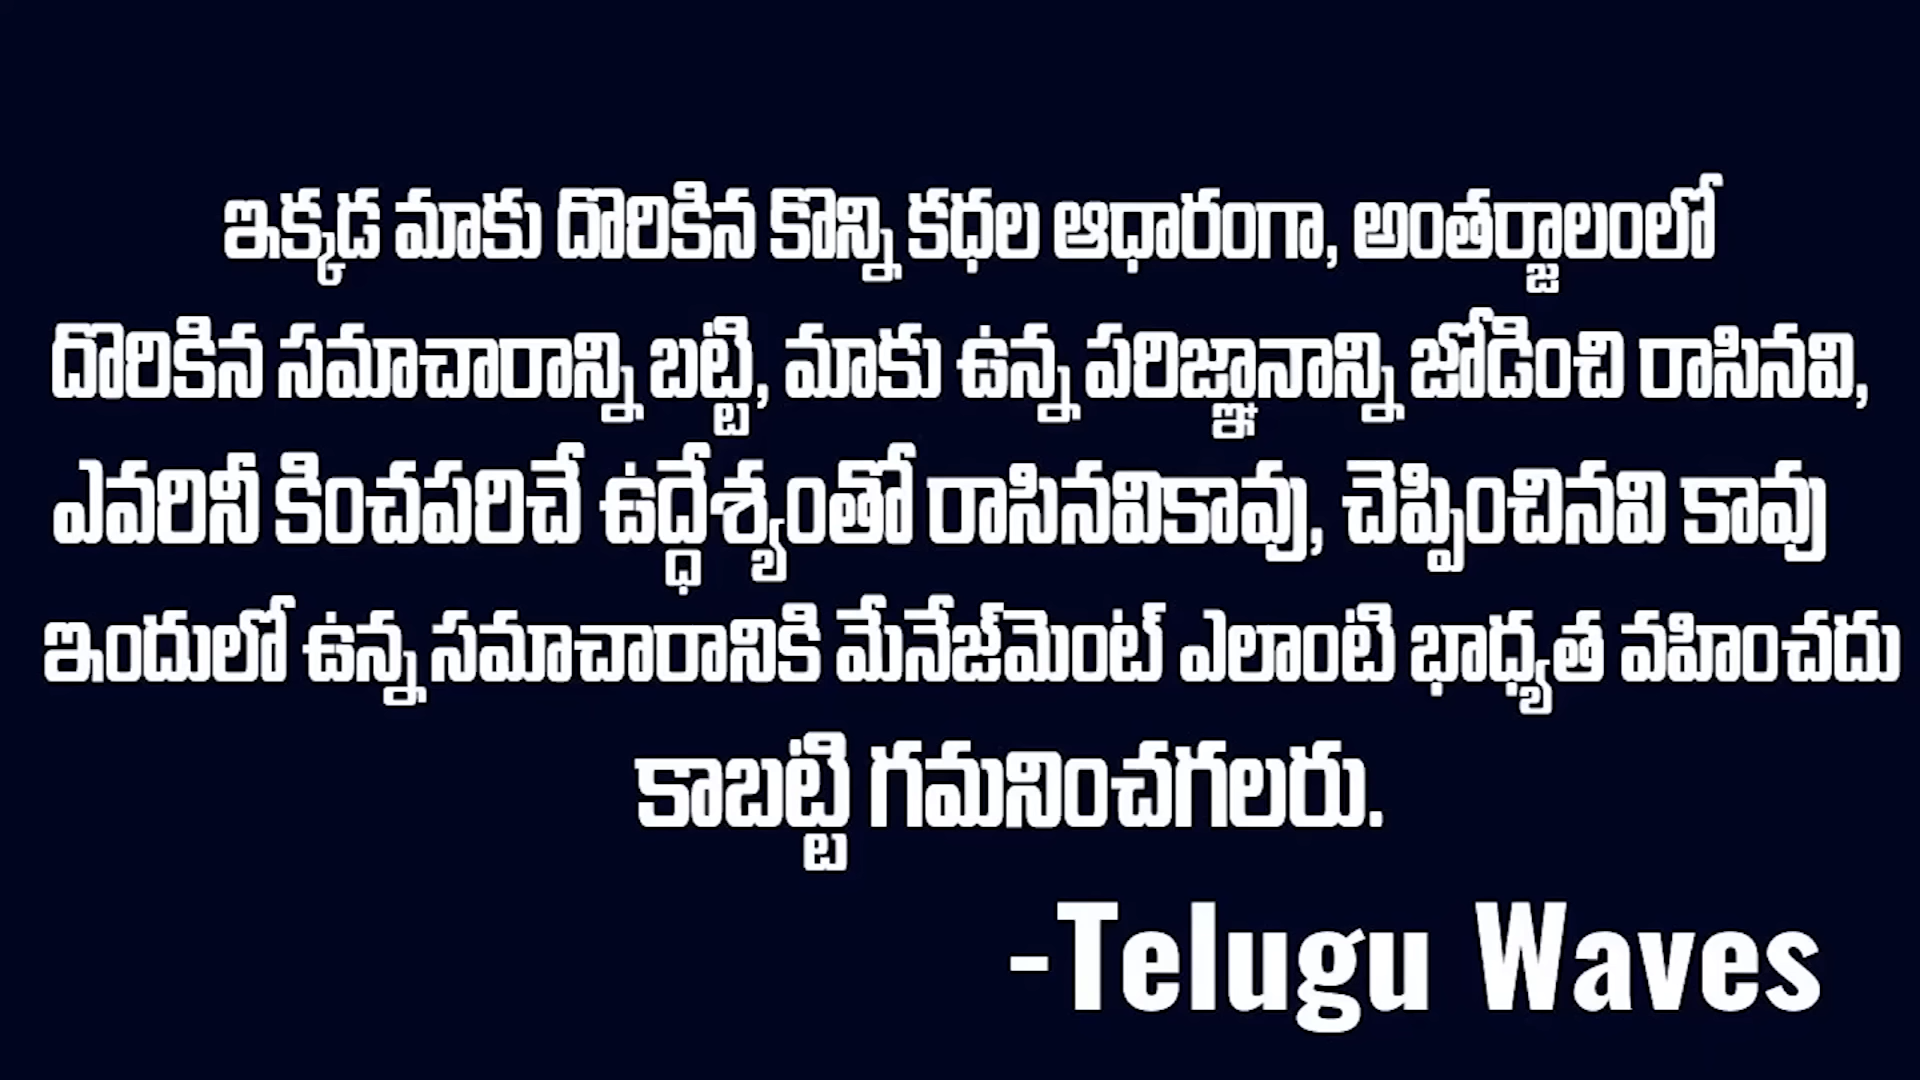 ఇక్కడ మాకు దొరికిన కొన్ని కధల ఆధారంగా, అంతర్జాలంలో
దొరికిన సమాచారాన్ని బట్టి, మాకు ఉన్న పరిజ్ఞానాన్ని జోడించి రాసినవి,
ఎవరినీ కించపరిచే ఉద్ధేశ్యంతో రాసినవికావు, చెప్పించినవి కావు
ఇందులో ఉన్న సమాచారానికి మేనేజ్‌మెంట్ ఎలాంటి భాధ్యత వహించదు
కాబట్టి గమనించగలరు.
-Telugu Waves